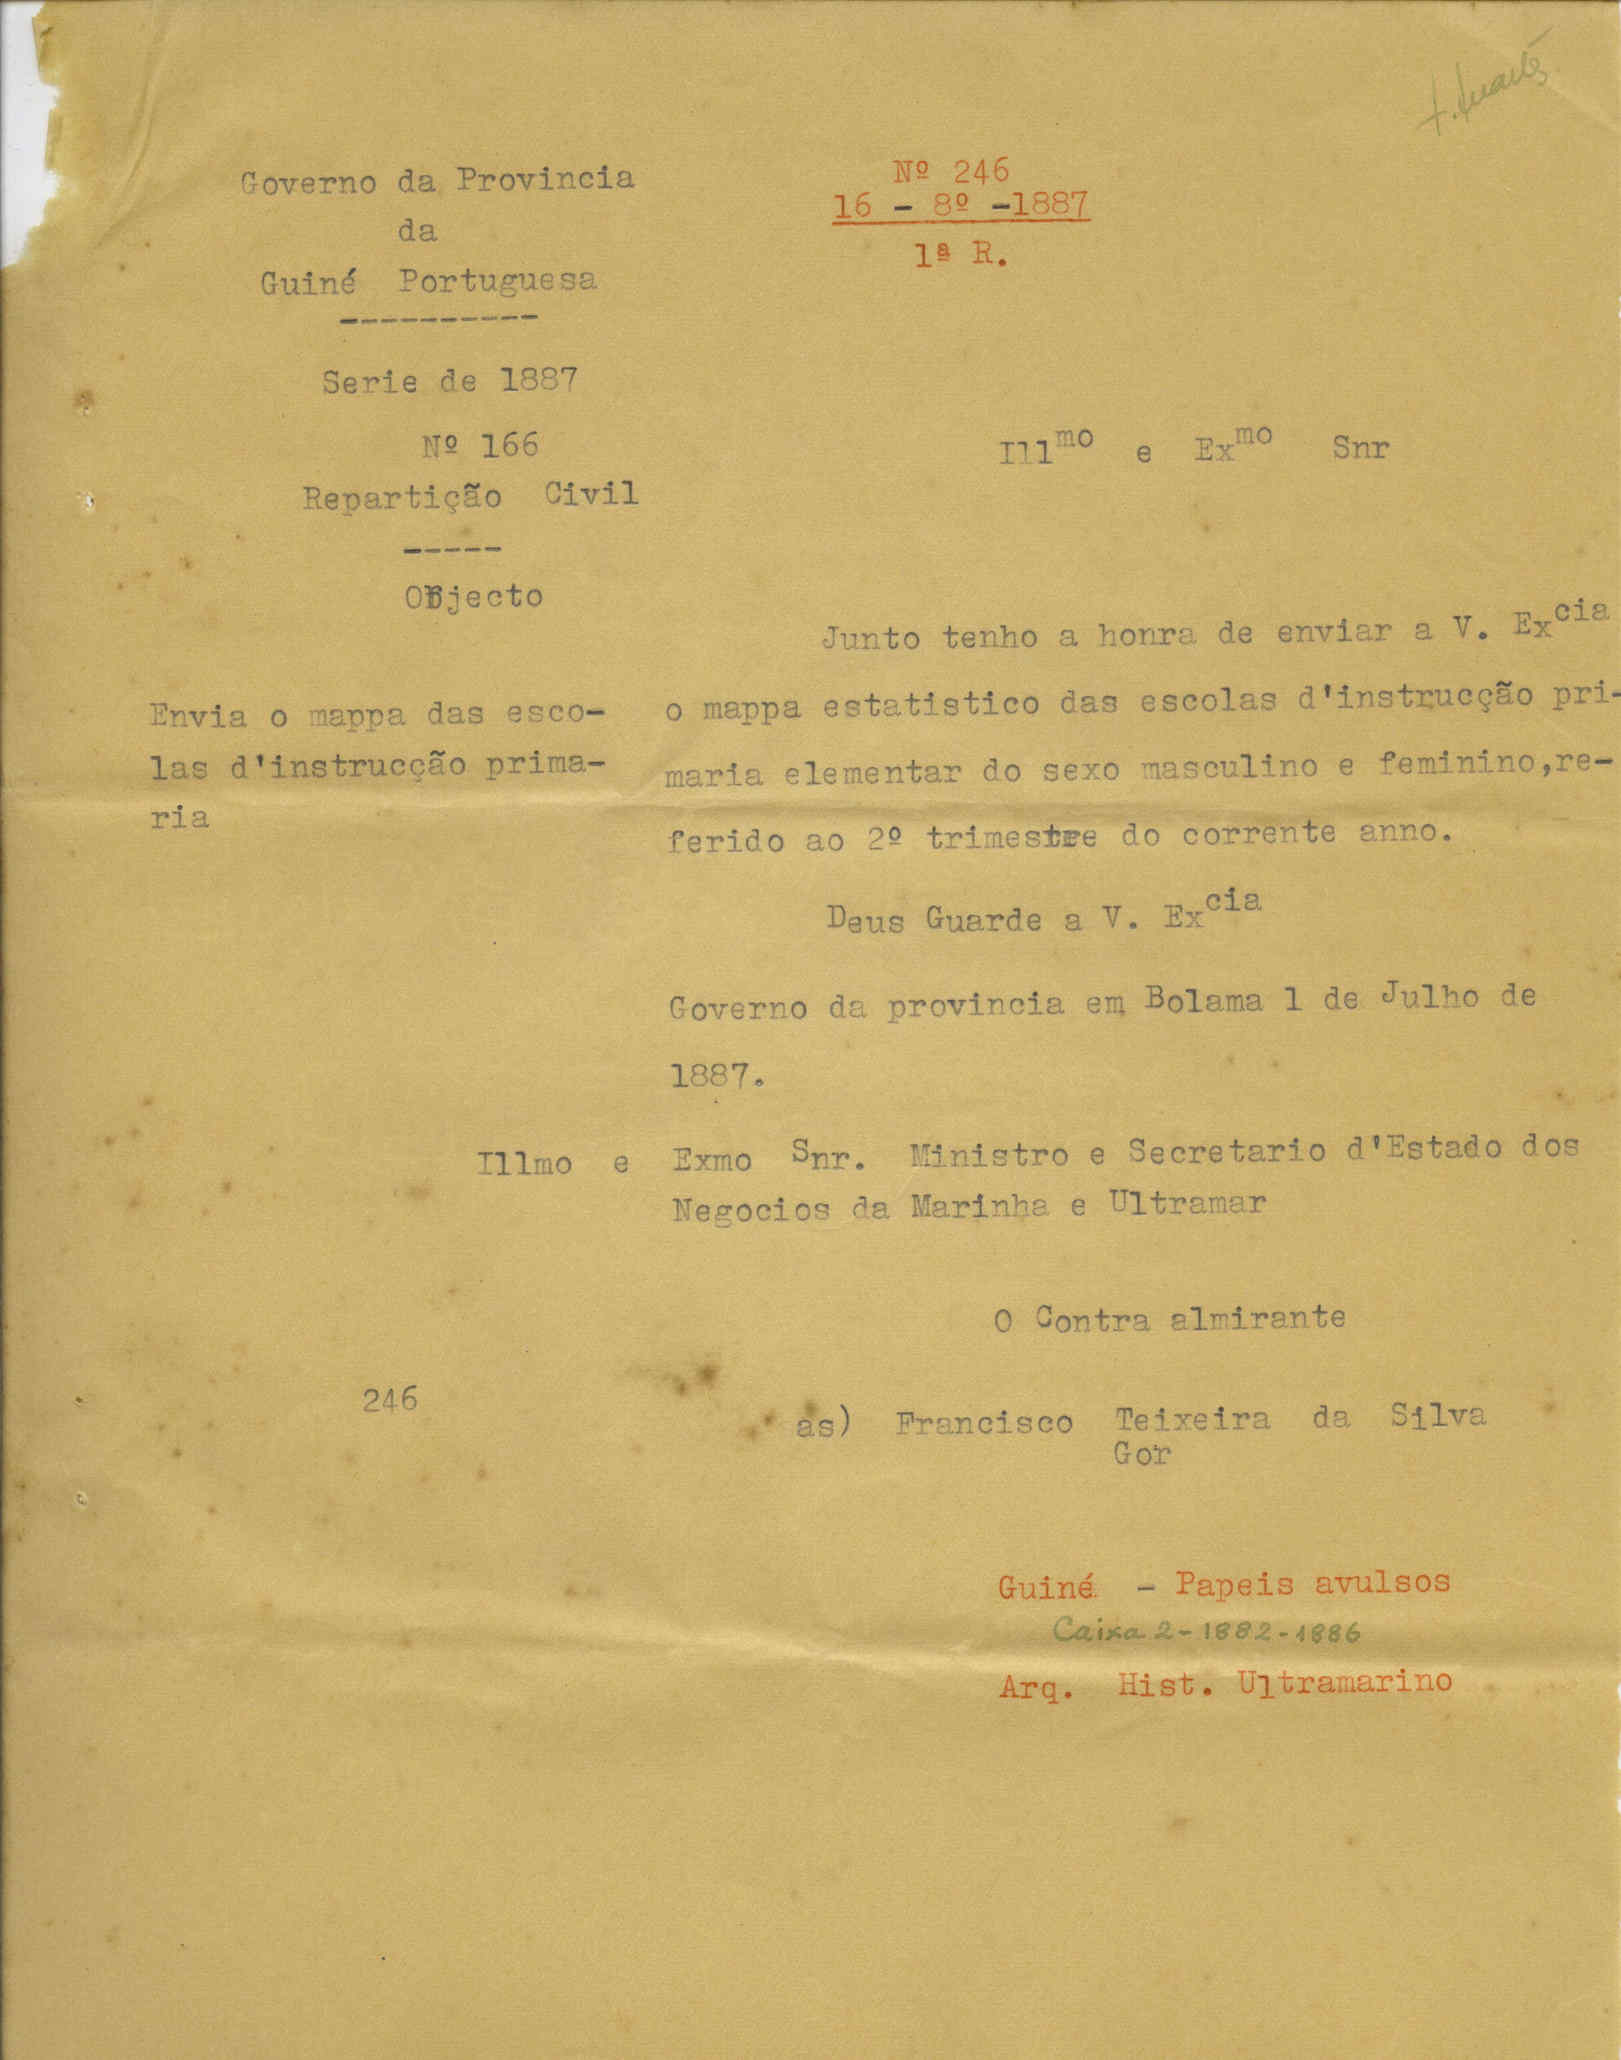 Governo da Provincia
da
Guiné Portuguesa
----------
Serie de 1887
Nº 166
Repartição Civil
-----
Objecto
Envia o mappa das esco-
las d'instrucção prima-
ria
Nº 246
16 - 8º -1887
1ª R.
Illmo e Exmo Snr
Junto tenho a honra de enviar a V. Excia
o mappa estatistico das escolas d'instrucção pri-
maria elementar do sexo masculino e feminino,re-
ferido ao 2º trimestre do corrente anno.
Deus Guarde a V. Excia
Governo da provincia em Bolama 1 de Julho de
1887.
Illmo e Exmo Snr. Ministro e Secretario d'Estado dos
Negocios da Marinha e Ultramar
O Contra almirante
246
as) Francisco Teixeira da Silva
Gor
Guiné - Papeis avulsos
Caixa 2-1882-1886
Arq. Hist. Ultramarino